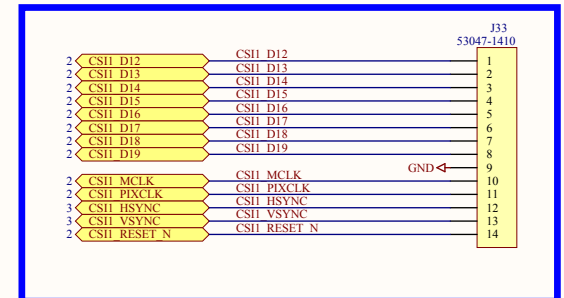 J33
53047-1410
2 CSI1_D12 CSI1_D12 1
2 CSI1_D13 CSI1_D13 2
2 CSI1_D14 CSI1_D14 3
2 CSI1_D15 CSI1_D15 4
2 CSI1_D16 CSI1_D16 5
2 CSI1_D17 CSI1_D17 6
2 CSI1_D18 CSI1_D18 7
2 CSI1_D19 CSI1_D19 8
GND 9
2 CSI1_MCLK CSI1_MCLK 10
2 CSI1_PIXCLK CSI1_PIXCLK 11
3 CSI1_HSYNC CSI1_HSYNC 12
3 CSI1_VSYNC CSI1_VSYNC 13
2 CSI1_RESET_N CSI1_RESET_N 14